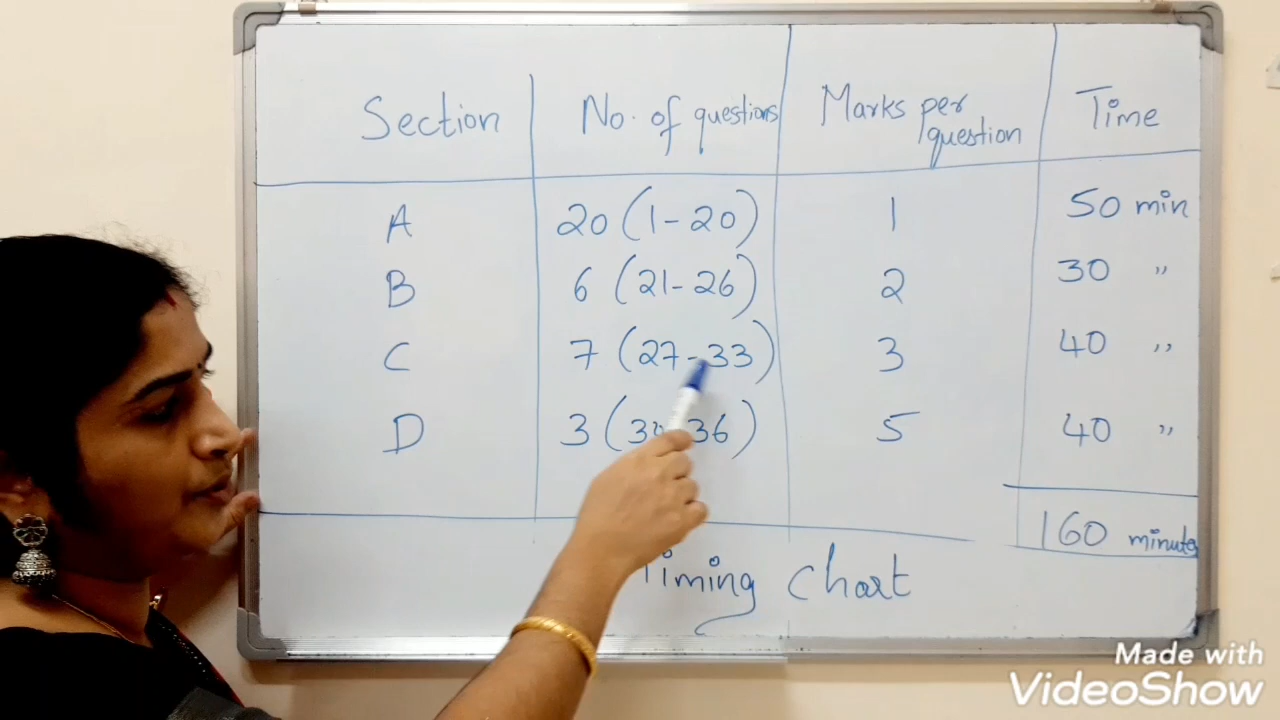 Section No. of questions Marks per question Time
A 20 (1-20) 1 50 min
B 6 (21-26) 2 30 "
C 7 (27-33) 3 40 "
D 3 ( 36) 5 40 "
160 minutes
Timing chart
Made with
VideoShow